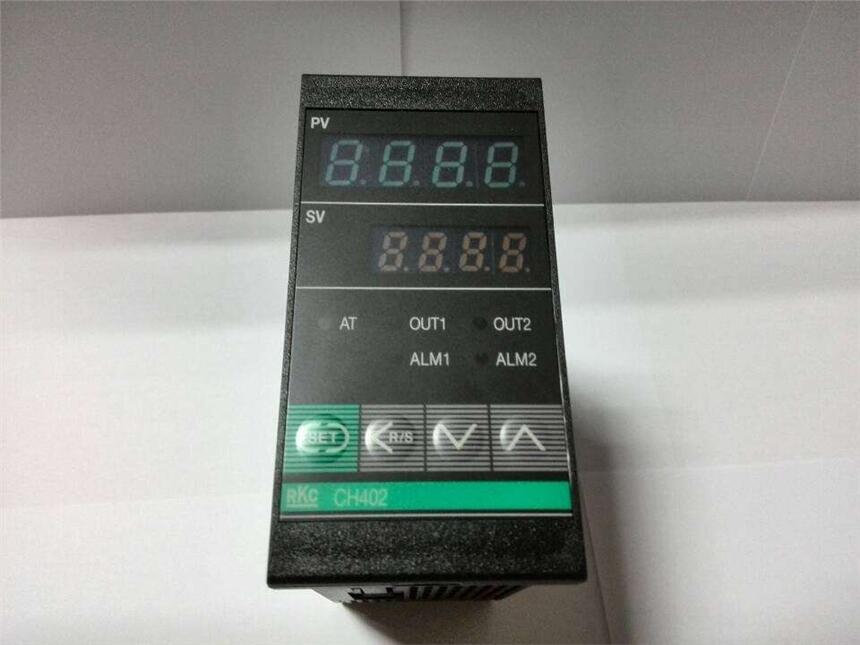 PV
8.8.8.8.
SV
8.8.8.8.
AT OUT1 OUT2
ALM1 ALM2
SET R/S
RKC CH402